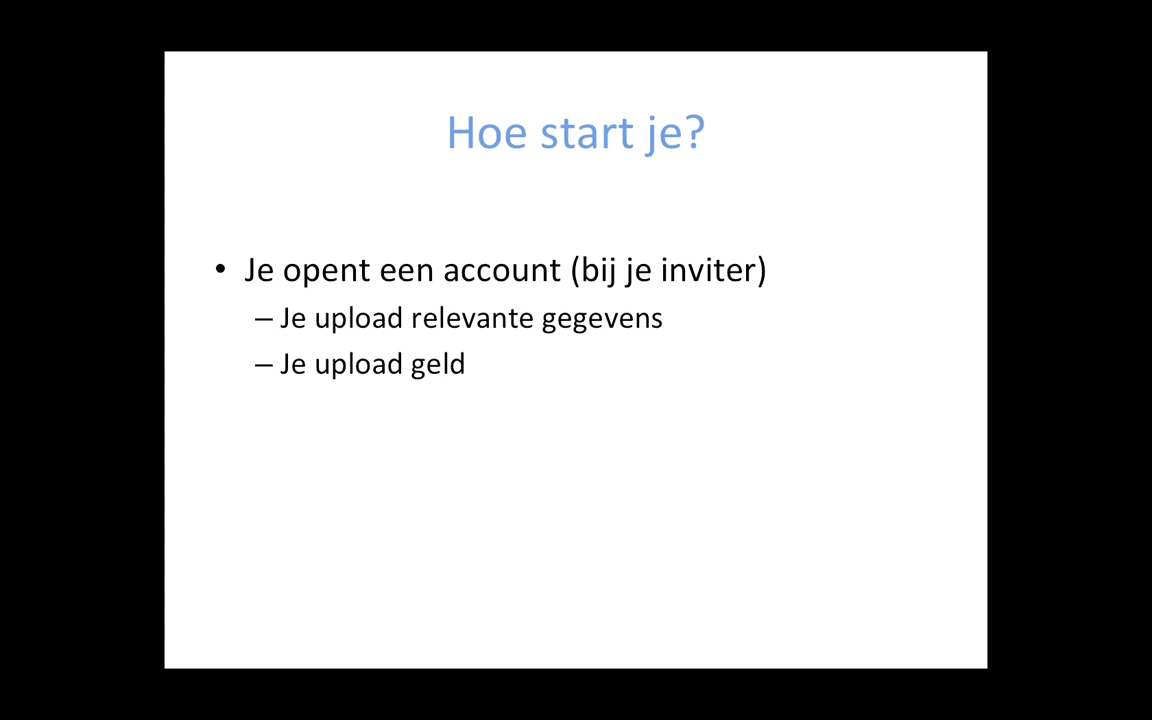 Hoe start je?
• Je opent een account (bij je inviter)
– Je upload relevante gegevens
– Je upload geld